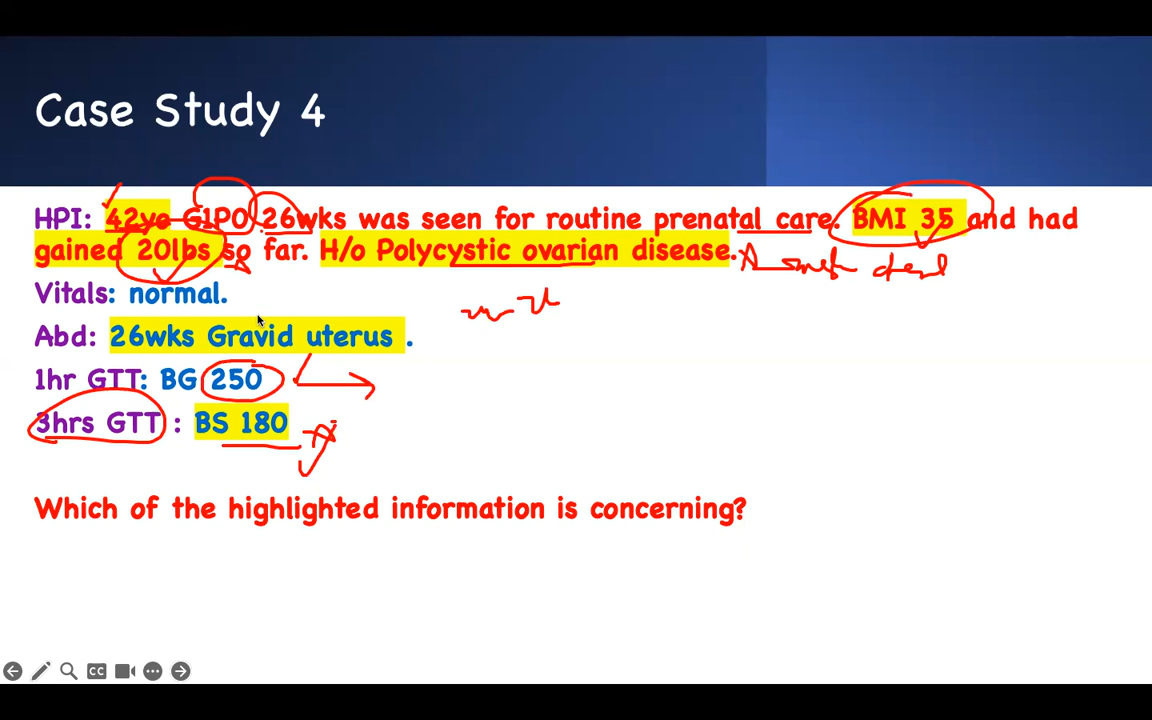 Case Study 4
HPI: 42yo G1P0 26wks was seen for routine prenatal care. BMI 35 and had
gained 20lbs so far. H/o Polycystic ovarian disease.
Vitals: normal.
Abd: 26wks Gravid uterus .
1hr GTT: BG 250
3hrs GTT : BS 180
Which of the highlighted information is concerning?
CC